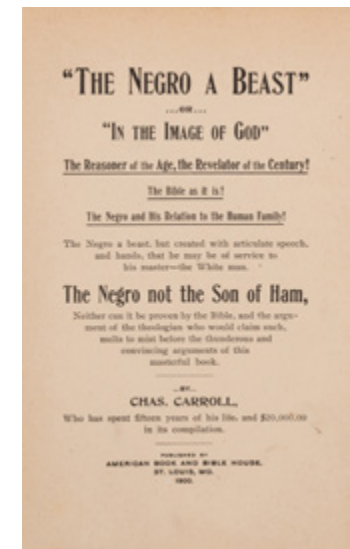 “THE NEGRO A BEAST”
...OR...
“IN THE IMAGE OF GOD”
The Reasoner of the Age, the Revelator of the Century!
The Bible as it is!
The Negro and His Relation to the Human Family!
The Negro a beast, but created with articulate speech,
and hands, that he may be of service to
his master—the White man.
The Negro not the Son of Ham,
Neither can it be proven by the Bible, and the argu-
ment of the theologian who would claim such,
melts to mist before the thunderous and
convincing arguments of this
masterful book.
...BY...
CHAS. CARROLL,
Who has spent fifteen years of his life, and $20,000.00
in its compilation.
PUBLISHED BY
AMERICAN BOOK AND BIBLE HOUSE,
ST. LOUIS, MO.
1900.